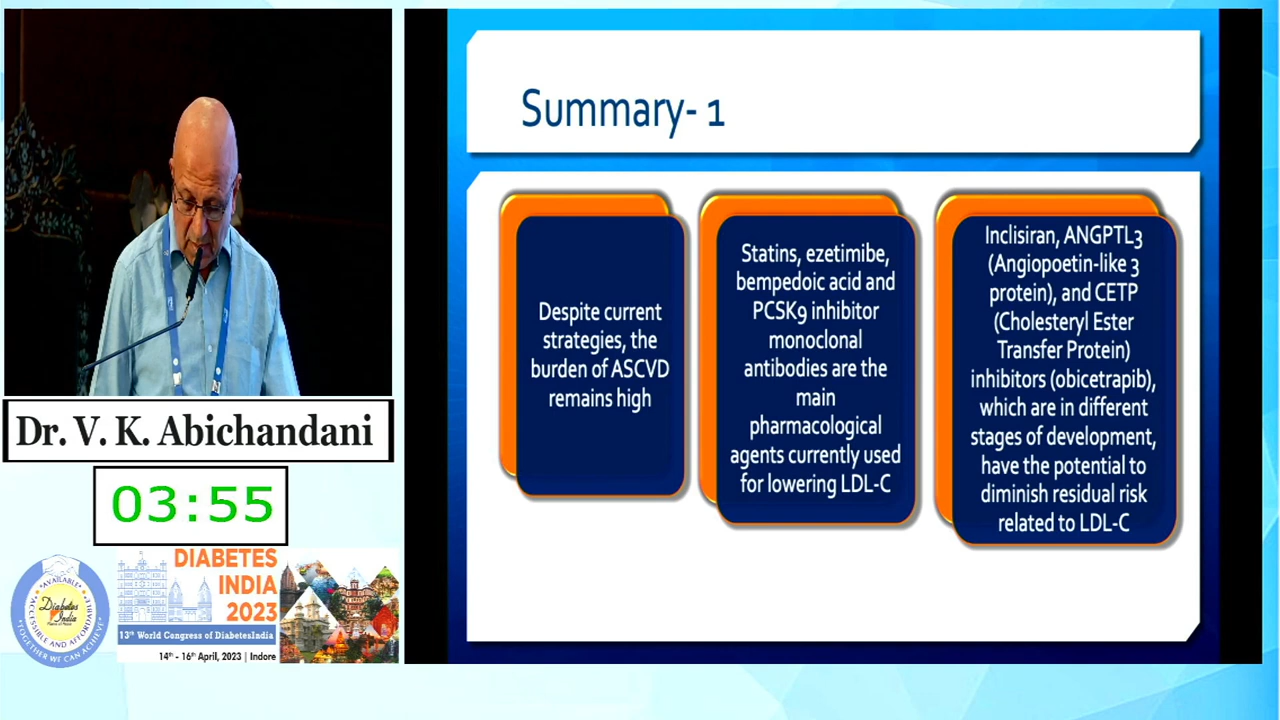 Summary- 1
Despite current
strategies, the
burden of ASCVD
remains high
Statins, ezetimibe,
bempedoic acid and
PCSK9 inhibitor
monoclonal
antibodies are the
main
pharmacological
agents currently used
for lowering LDL-C
Inclisiran, ANGPTL3
(Angiopoetin-like 3
protein), and CETP
(Cholesteryl Ester
Transfer Protein)
inhibitors (obicetrapib),
which are in different
stages of development,
have the potential to
diminish residual risk
related to LDL-C
Dr. V. K. Abichandani
03:55
AVAILABLE
ACCESSIBLE AND AFFORDABLE
Diabetes
India
TOGETHER WE CAN ACHIEVE
DIABETES
INDIA
2023
13th World Congress of DiabetesIndia
14th - 16th April, 2023 | Indore